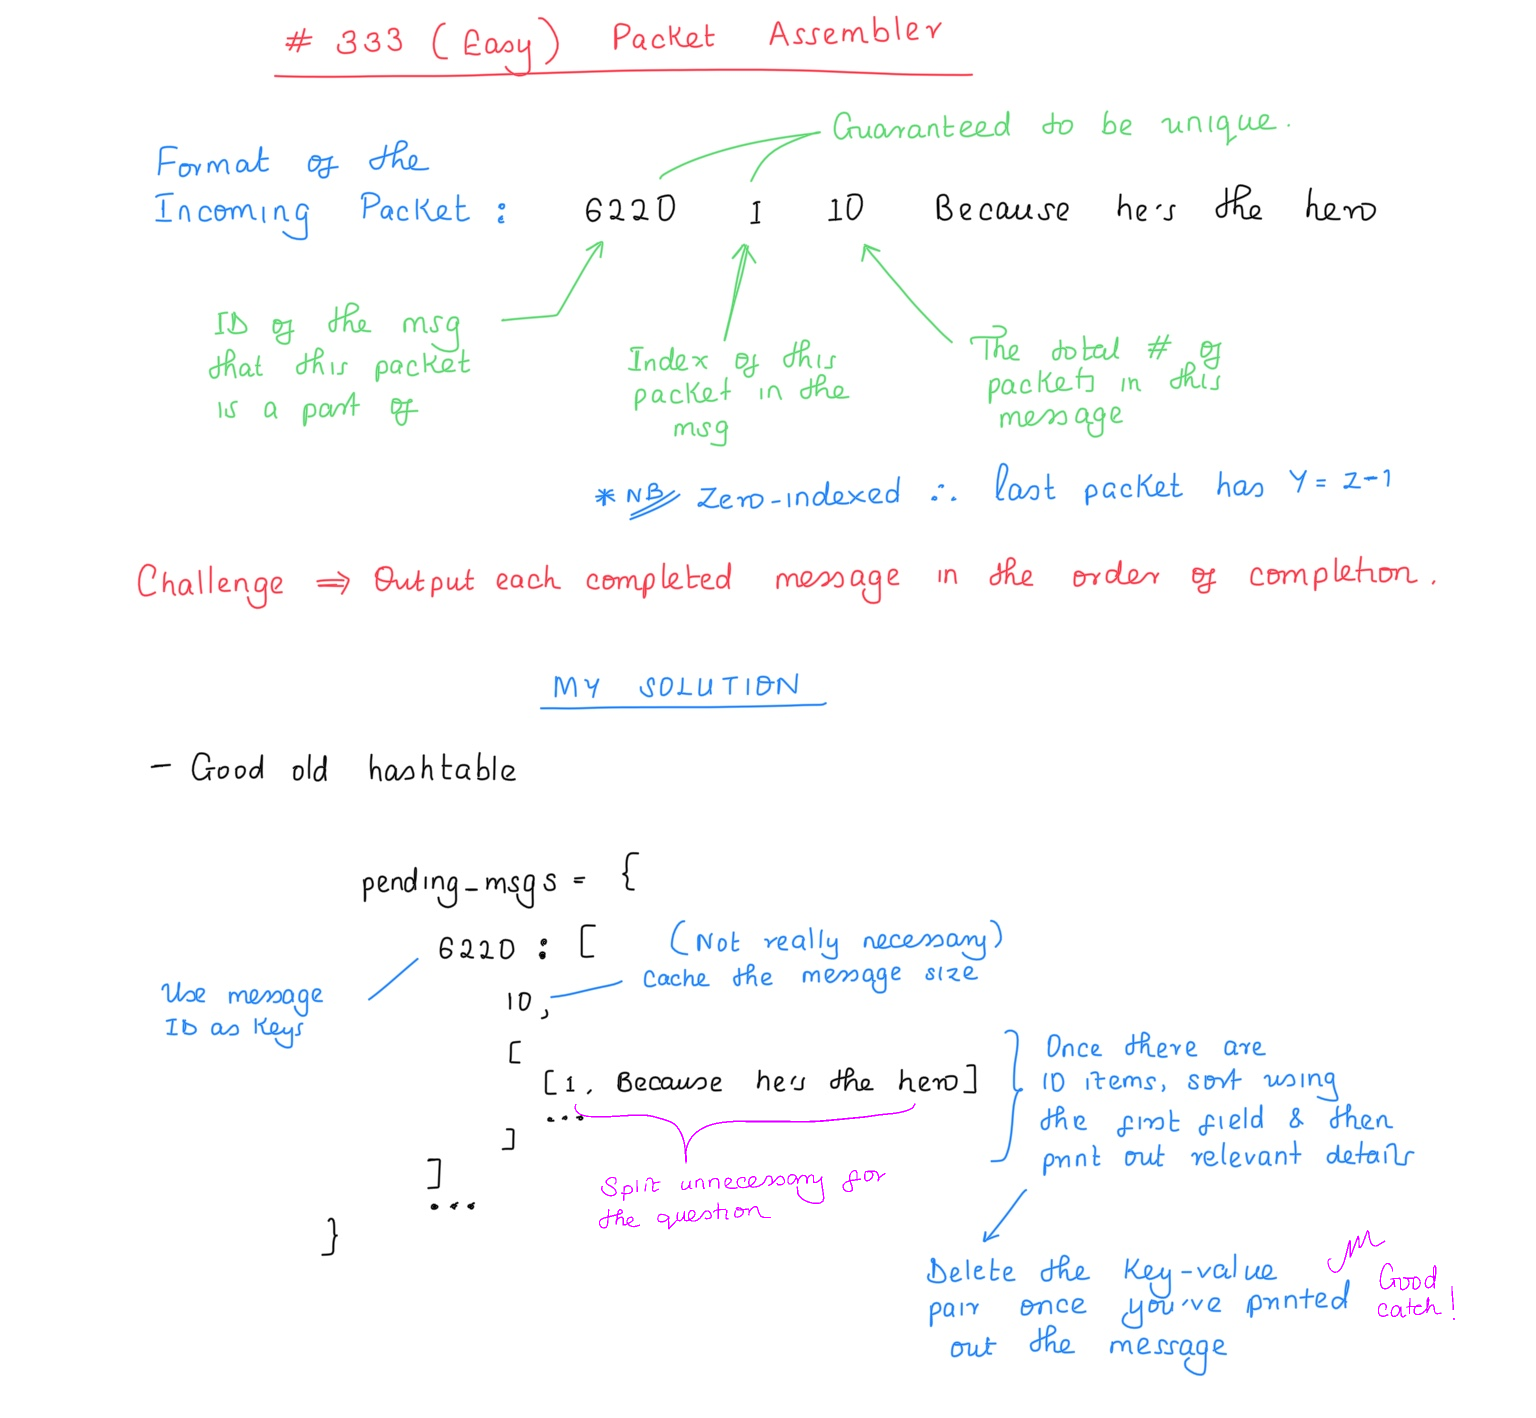 # 333 (Easy) Packet Assembler
Guaranteed to be unique.
Format of the
Incoming Packet :
6220 1 10 Because he's the hero
ID of the msg
that this packet
is a part of
Index of this
packet in the
msg
The total # of
packets in this
message
* NB Zero-indexed ∴ last packet has Y = Z-1
Challenge ⇒ Output each completed message in the order of completion.
MY SOLUTION
- Good old hashtable
pending_msgs = {
6220 : [
(Not really necessary)
Cache the message size
Use message
ID as keys
10,
[
[1, Because he's the hero]
...
]
]
...
}
Split unnecessary for
the question
Once there are
10 items, sort using
the first field & then
print out relevant details
Delete the key-value
pair once you've printed
out the message
Good
catch!